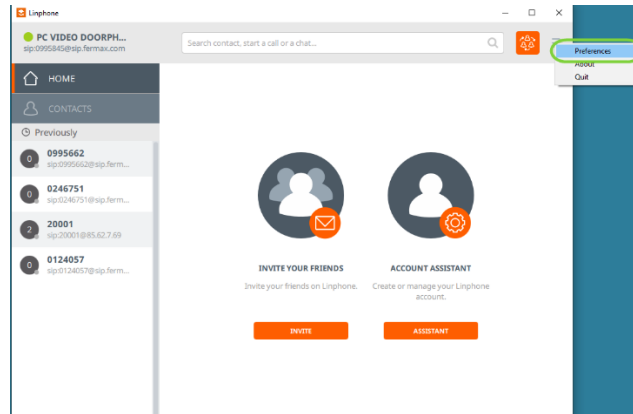 Linphone
PC VIDEO DOORPH...
sip:0995845@sip.fermax.com
Search contact, start a call or a chat...
Preferences
About
Quit
HOME
CONTACTS
Previously
0
0995662
sip:0995662@sip.ferm...
0
0246751
sip:0246751@sip.ferm...
2
20001
sip:20001@85.62.7.69
0
0124057
sip:0124057@sip.ferm...
INVITE YOUR FRIENDS
Invite your friends on Linphone.
INVITE
ACCOUNT ASSISTANT
Create or manage your Linphone
account.
ASSISTANT